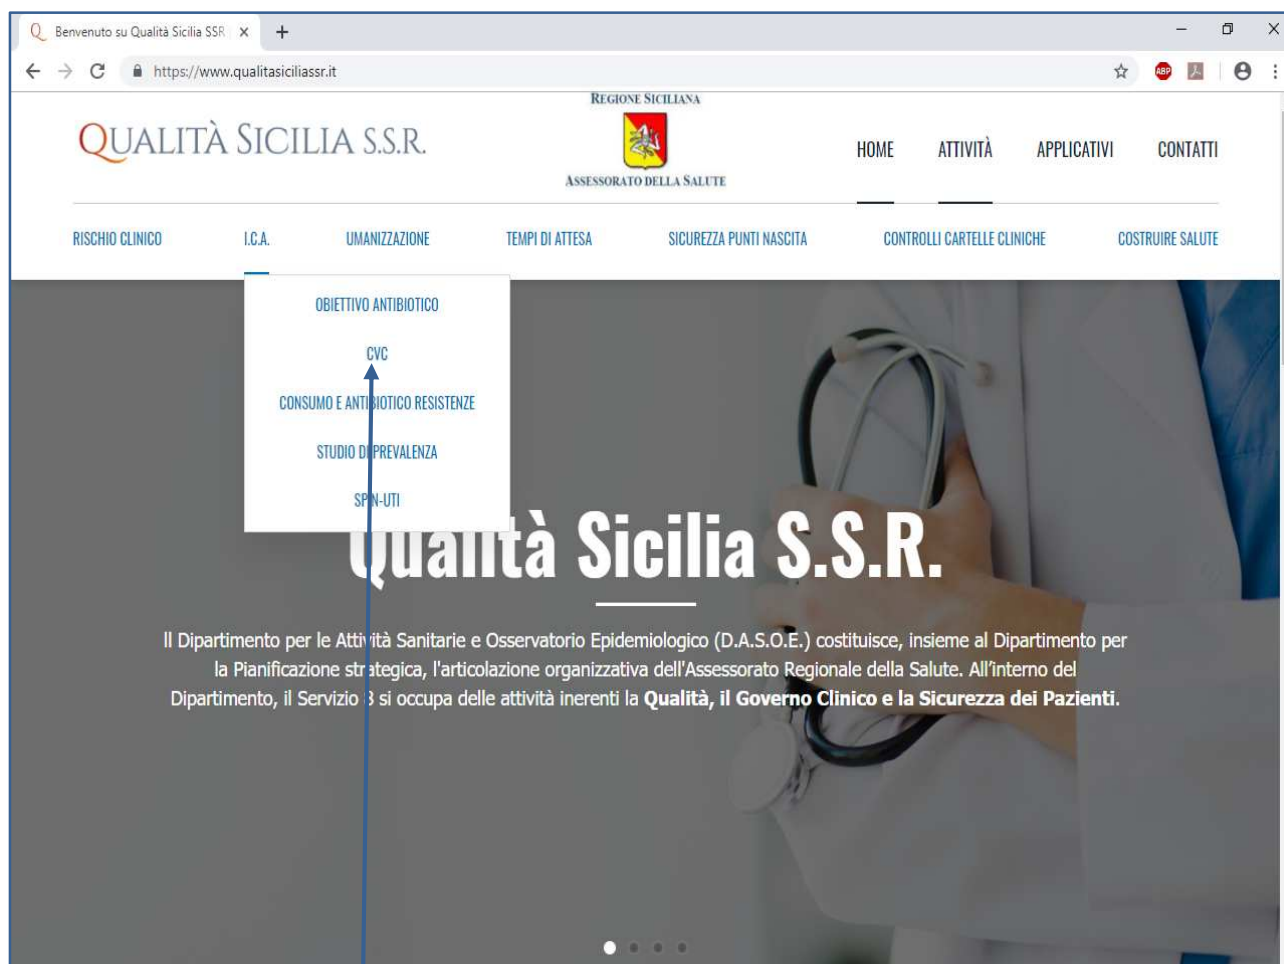 Benvenuto su Qualità Sicilia SSR
https://www.qualitasiciliassr.it
ABP
QUALITÀ SICILIA S.S.R.
REGIONE SICILIANA
ASSESSORATO DELLA SALUTE
HOME ATTIVITÀ APPLICATIVI CONTATTI
RISCHIO CLINICO I.C.A. UMANIZZAZIONE TEMPI DI ATTESA SICUREZZA PUNTI NASCITA CONTROLLI CARTELLE CLINICHE COSTRUIRE SALUTE
OBIETTIVO ANTIBIOTICO
CVC
CONSUMO E ANTIBIOTICO RESISTENZE
STUDIO DI PREVALENZA
SPIN-UTI
Qualità Sicilia S.S.R.
Il Dipartimento per le Attività Sanitarie e Osservatorio Epidemiologico (D.A.S.O.E.) costituisce, insieme al Dipartimento per
la Pianificazione strategica, l'articolazione organizzativa dell'Assessorato Regionale della Salute. All'interno del
Dipartimento, il Servizio 8 si occupa delle attività inerenti la Qualità, il Governo Clinico e la Sicurezza dei Pazienti.